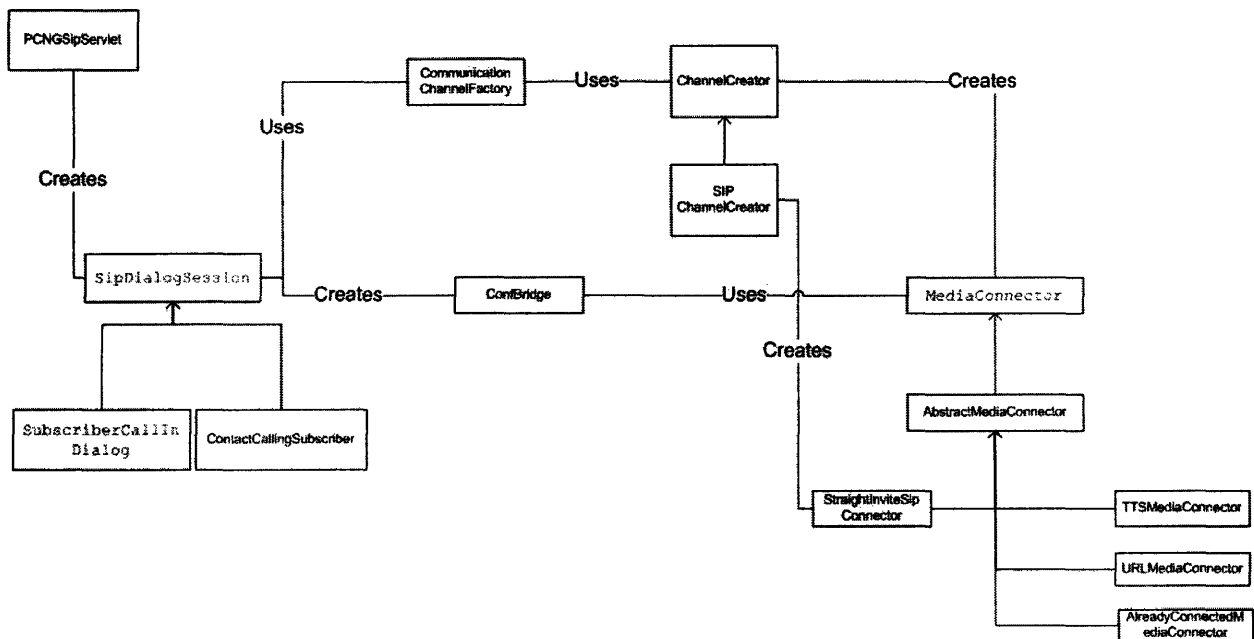 PCNGSipServlet
Communication
ChannelFactory
Uses
ChannelCreator
Creates
Uses
Creates
SIP
ChannelCreator
SipDialogSession
Creates
ConfBridge
Uses
MediaConnector
Creates
SubscriberCallIn
Dialog
ContactCallingSubscriber
AbstractMediaConnector
StraightInviteSip
Connector
TTSMediaConnector
URLMediaConnector
AlreadyConnectedM
ediaConnector